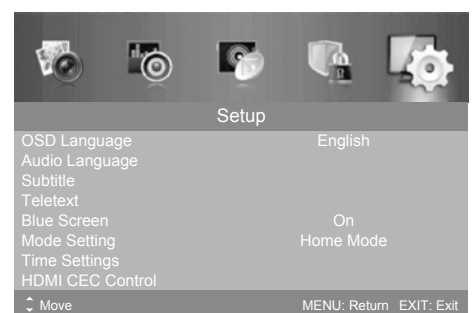 Setup
OSD Language English
Audio Language
Subtitle
Teletext
Blue Screen On
Mode Setting Home Mode
Time Settings
HDMI CEC Control
Move MENU: Return EXIT: Exit